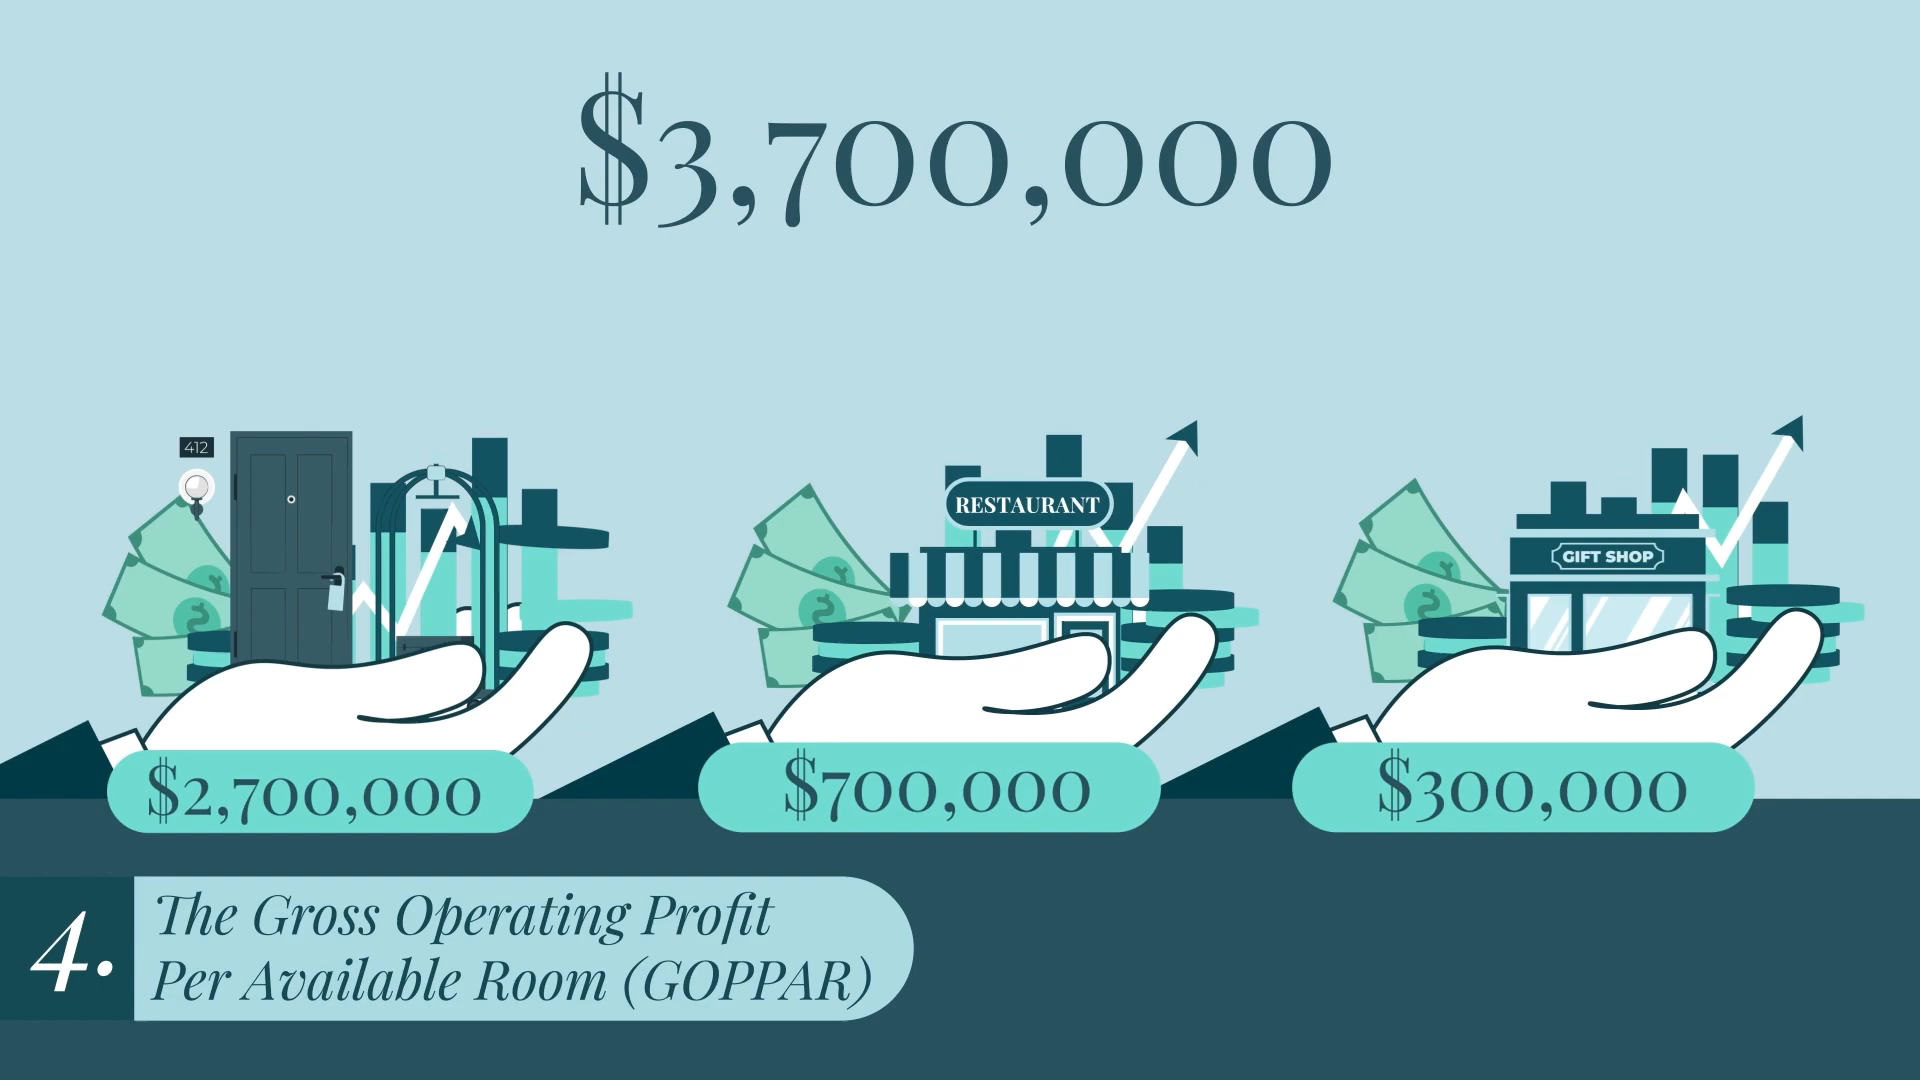 $3,700,000
412
RESTAURANT
GIFT SHOP
$2,700,000
$700,000
$300,000
4.
The Gross Operating Profit
Per Available Room (GOPPAR)